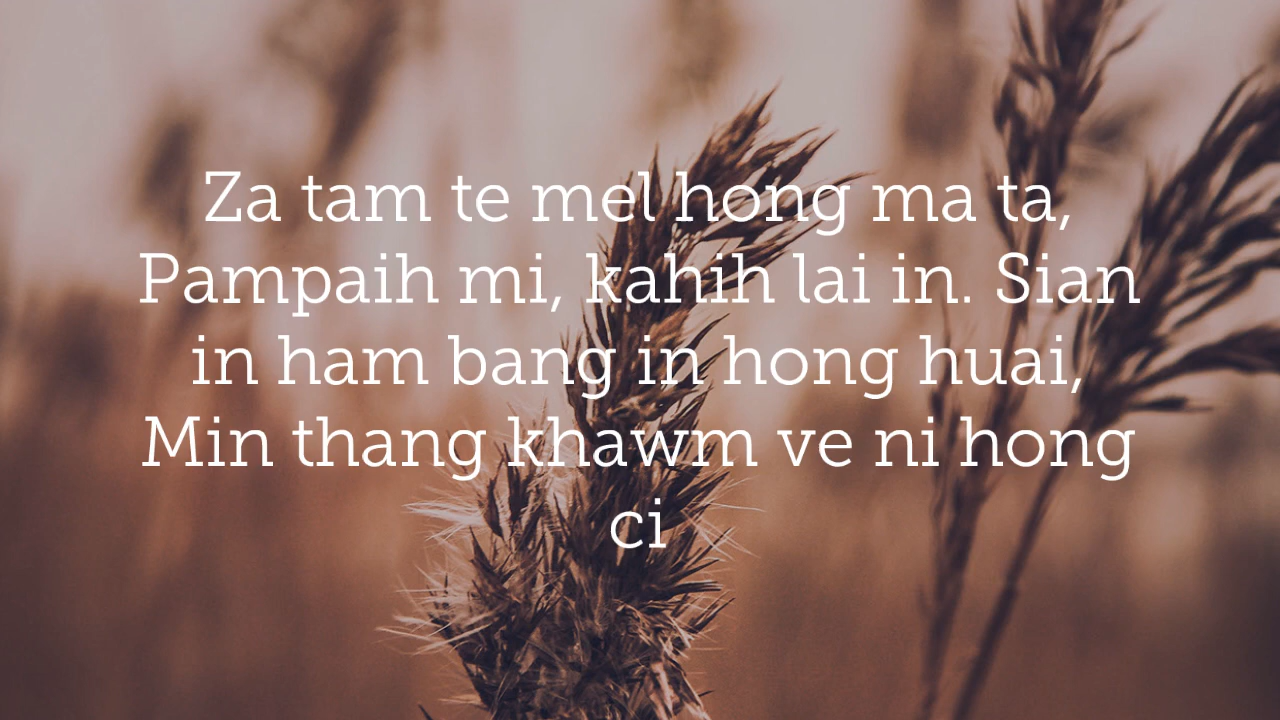 Za tam te mel hong ma ta,
Pampaih mi, kahih lai in. Sian
in ham bang in hong huai,
Min thang khawm ve ni hong
ci